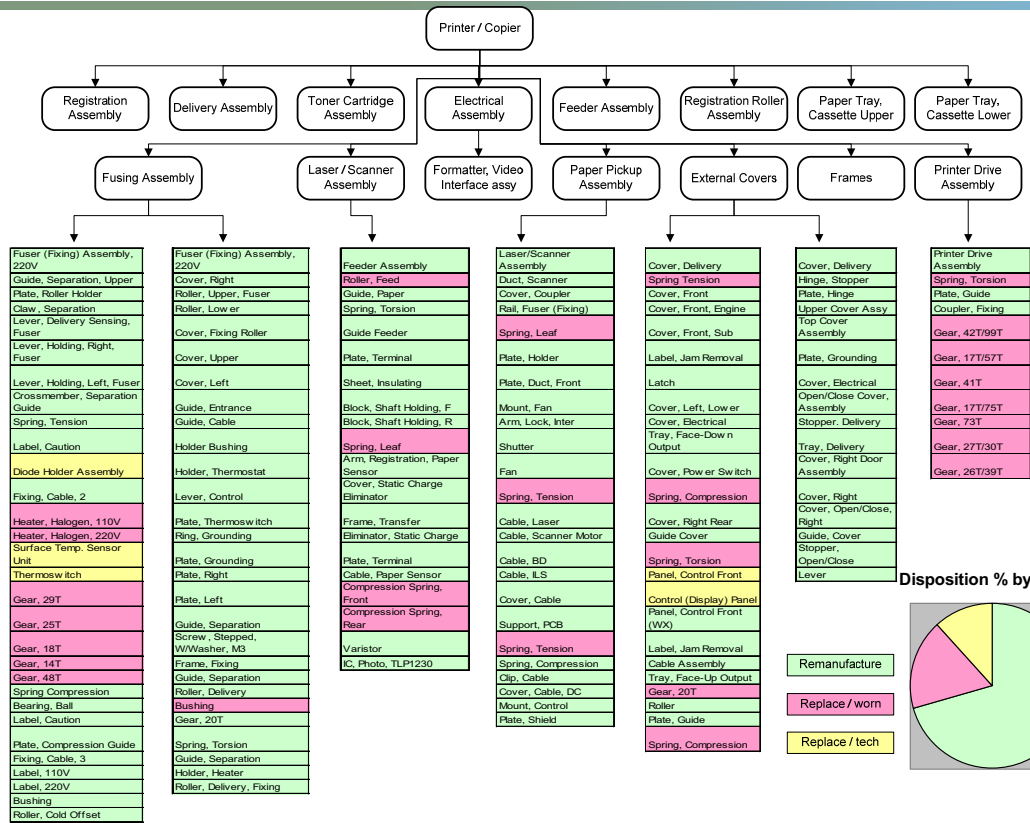 Printer / Copier
Registration
Assembly
Delivery Assembly
Toner Cartridge
Assembly
Electrical
Assembly
Feeder Assembly
Registration Roller
Assembly
Paper Tray,
Cassette Upper
Paper Tray,
Cassette Lower
Fusing Assembly
Laser / Scanner
Assembly
Formatter, Video
Interface assy
Paper Pickup
Assembly
External Covers
Frames
Printer Drive
Assembly
Fuser (Fixing) Assembly,
220V
Guide, Separation, Upper
Plate, Roller Holder
Claw, Separation
Lever, Delivery Sensing,
Fuser
Lever, Holding, Right,
Fuser
Lever, Holding, Left, Fuser
Crossmember, Separation
Guide
Spring, Tension
Label, Caution
Diode Holder Assembly
Fixing, Cable, 2
Heater, Halogen, 110V
Heater, Halogen, 220V
Surface Temp. Sensor
Unit
Thermoswitch
Gear, 29T
Gear, 25T
Gear, 18T
Gear, 14T
Gear, 48T
Spring Compression
Bearing, Ball
Label, Caution
Plate, Compression Guide
Fixing, Cable, 3
Label, 110V
Label, 220V
Bushing
Roller, Cold Offset
Fuser (Fixing) Assembly,
220V
Cover, Right
Roller, Upper, Fuser
Roller, Lower
Cover, Fixing Roller
Cover, Upper
Cover, Left
Guide, Entrance
Guide, Cable
Holder Bushing
Holder, Thermostat
Lever, Control
Plate, Thermoswitch
Ring, Grounding
Plate, Grounding
Plate, Right
Plate, Left
Guide, Separation
Screw, Stepped,
W/Washer, M3
Frame, Fixing
Guide, Separation
Roller, Delivery
Bushing
Gear, 20T
Spring, Torsion
Guide, Separation
Holder, Heater
Roller, Delivery, Fixing
Feeder Assembly
Roller, Feed
Guide, Paper
Spring, Torsion
Guide Feeder
Plate, Terminal
Sheet, Insulating
Block, Shaft Holding, F
Block, Shaft Holding, R
Spring, Leaf
Arm, Registration, Paper
Sensor
Cover, Static Charge
Eliminator
Frame, Transfer
Eliminator, Static Charge
Plate, Terminal
Cable, Paper Sensor
Compression Spring,
Front
Compression Spring,
Rear
Varistor
IC, Photo, TLP1230
Laser/Scanner
Assembly
Duct, Scanner
Cover, Coupler
Rail, Fuser (Fixing)
Spring, Leaf
Plate, Holder
Plate, Duct, Front
Mount, Fan
Arm, Lock, Inter
Shutter
Fan
Spring, Tension
Cable, Laser
Cable, Scanner Motor
Cable, BD
Cable, ILS
Cover, Cable
Support, PCB
Spring, Tension
Spring, Compression
Clip, Cable
Cover, Cable, DC
Mount, Control
Plate, Shield
Cover, Delivery
Spring Tension
Cover, Front
Cover, Front, Engine
Cover, Front, Sub
Label, Jam Removal
Latch
Cover, Left, Lower
Cover, Electrical
Tray, Face-Down
Output
Cover, Power Switch
Spring, Compression
Cover, Right Rear
Guide Cover
Spring, Torsion
Panel, Control Front
Control (Display) Panel
Panel, Control Front
(WX)
Label, Jam Removal
Cable Assembly
Tray, Face-Up Output
Gear, 20T
Roller
Plate, Guide
Spring, Compression
Cover, Delivery
Hinge, Stopper
Plate, Hinge
Upper Cover Assy
Top Cover
Assembly
Plate, Grounding
Cover, Electrical
Open/Close Cover,
Assembly
Stopper. Delivery
Tray, Delivery
Cover, Right Door
Assembly
Cover, Right
Cover, Open/Close,
Right
Guide, Cover
Stopper,
Open/Close
Lever
Printer Drive
Assembly
Spring, Torsion
Plate, Guide
Coupler, Fixing
Gear, 42T/99T
Gear, 17T/57T
Gear, 41T
Gear, 17T/75T
Gear, 73T
Gear, 27T/30T
Gear, 26T/39T
Disposition % by
Remanufacture
Replace / worn
Replace / tech